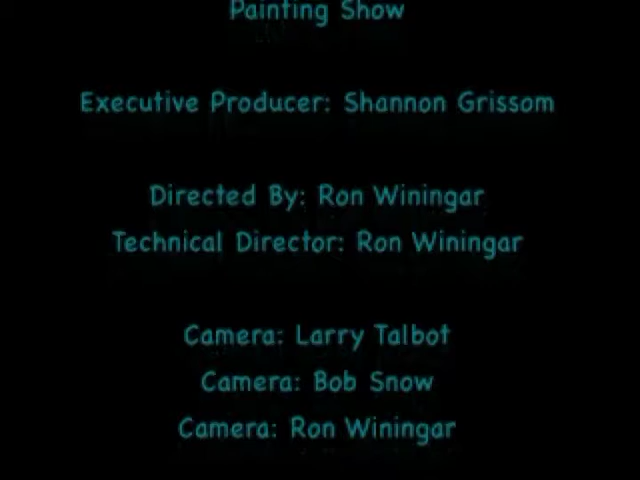 Painting Show
Executive Producer: Shannon Grissom
Directed By: Ron Winingar
Technical Director: Ron Winingar
Camera: Larry Talbot
Camera: Bob Snow
Camera: Ron Winingar